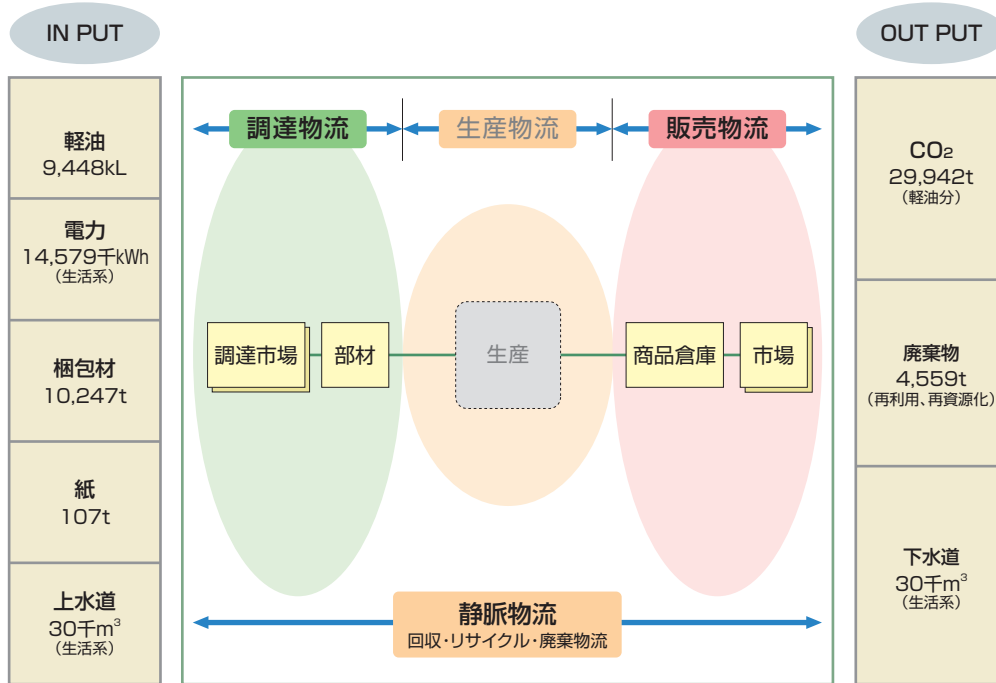 IN PUT
軽油
9,448kL
電力
14,579千kWh
(生活系)
梱包材
10,247t
紙
107t
上水道
30千m³
(生活系)
調達物流
生産物流
販売物流
調達市場
部材
生産
商品倉庫
市場
静脈物流
回収・リサイクル・廃棄物流
OUT PUT
CO₂
29,942t
(軽油分)
廃棄物
4,559t
(再利用、再資源化)
下水道
30千m³
(生活系)